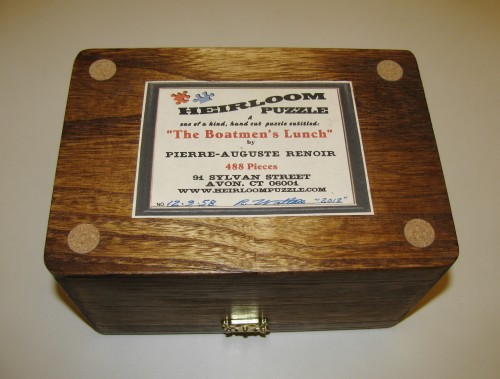 HEIRLOOM
PUZZLE
A
one of a kind, hand cut puzzle entitled:
"The Boatmen's Lunch"
by
PIERRE-AUGUSTE RENOIR
488 Pieces
91 SYLVAN STREET
AVON, CT 06001
WWW.HEIRLOOMPUZZLE.COM
NO. 12.9.58 R. "2012"